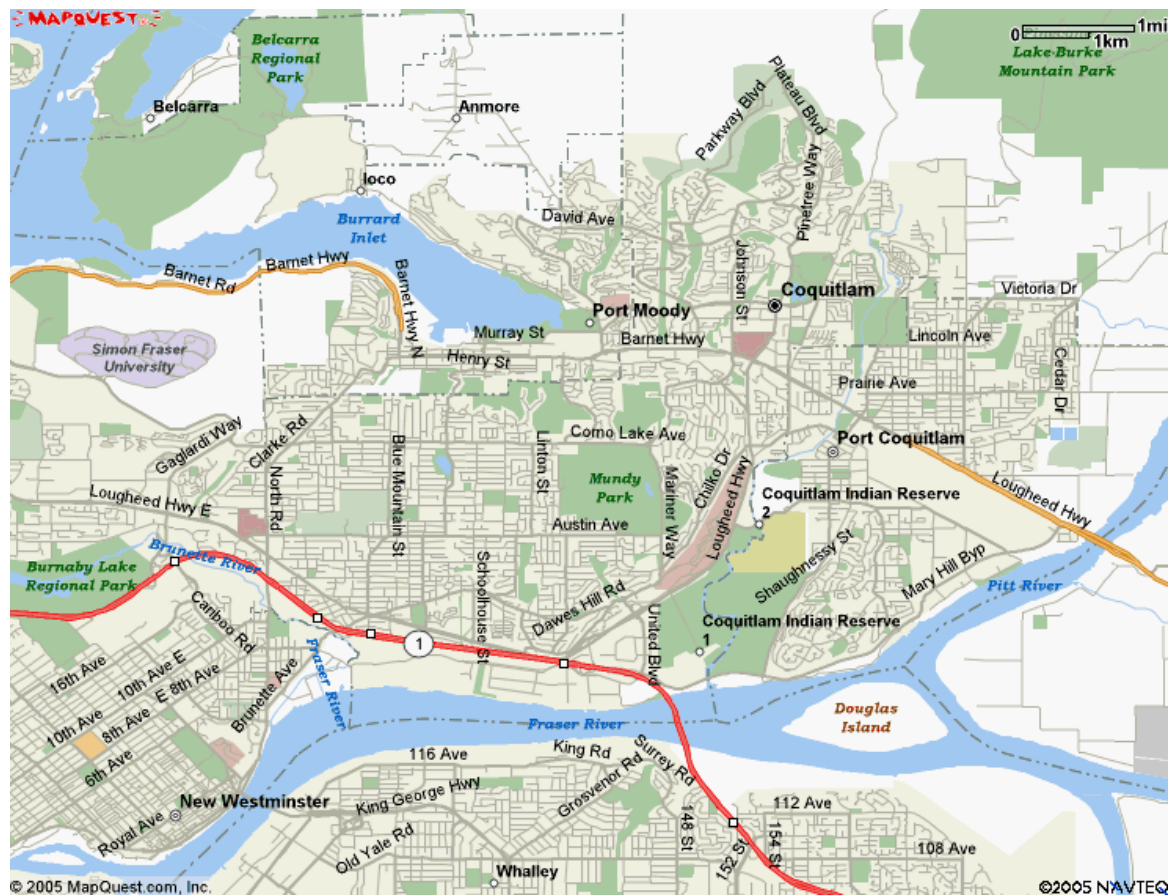 MAPQUEST
0 1mi
1km
Belcarra
Regional
Park
Lake-Burke
Mountain Park
Belcarra
Anmore
Parkway Blvd
Plateau Blvd
Pinetree Way
Ioco
Burrard
Inlet
David Ave
Johnson St
Barnet Rd
Barnet Hwy
Barnet Hwy N
Coquitlam
Victoria Dr
Port Moody
Murray St
Barnet Hwy
Lincoln Ave
Simon Fraser
University
Henry St
Cedar Dr
Prairie Ave
Gaglardi Way
Clarke Rd
Como Lake Ave
Port Coquitlam
North Rd
Blue Mountain St
Linton St
Mundy
Park
Mariner Way
Chilko Dr
Lougheed Hwy
Lougheed Hwy
Lougheed Hwy E
Coquitlam Indian Reserve
2
Austin Ave
Brunette River
Burnaby Lake
Regional Park
Schoolhouse St
Shaughnessy St
Mary Hill Byp
Pitt River
Cariboo Rd
Dawes Hill Rd
United Blvd
Coquitlam Indian Reserve
1
1
Fraser River
16th Ave
10th Ave E
E 8th Ave
Brunette Ave
10th Ave
8th Ave
6th Ave
Fraser River
Douglas
Island
116 Ave
King Rd
Surrey Rd
Grosvenor Rd
King George Hwy
New Westminster
Royal Ave
Old Yale Rd
148 St
152 St
154 St
112 Ave
108 Ave
Whalley
© 2005 MapQuest.com, Inc.
©2005 NAVTEQ